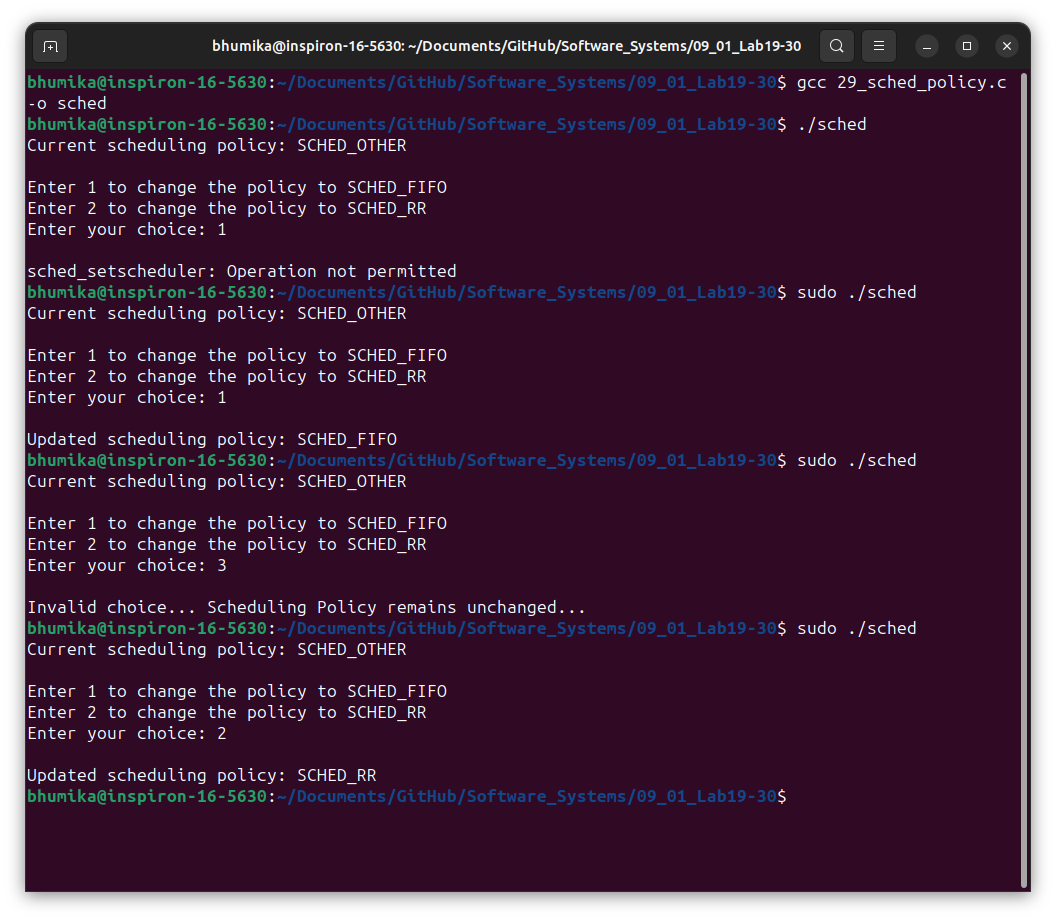 bhumika@inspiron-16-5630: ~/Documents/GitHub/Software_Systems/09_01_Lab19-30
bhumika@inspiron-16-5630:~/Documents/GitHub/Software_Systems/09_01_Lab19-30$ gcc 29_sched_policy.c
-o sched
bhumika@inspiron-16-5630:~/Documents/GitHub/Software_Systems/09_01_Lab19-30$ ./sched
Current scheduling policy: SCHED_OTHER
Enter 1 to change the policy to SCHED_FIFO
Enter 2 to change the policy to SCHED_RR
Enter your choice: 1
sched_setscheduler: Operation not permitted
bhumika@inspiron-16-5630:~/Documents/GitHub/Software_Systems/09_01_Lab19-30$ sudo ./sched
Current scheduling policy: SCHED_OTHER
Enter 1 to change the policy to SCHED_FIFO
Enter 2 to change the policy to SCHED_RR
Enter your choice: 1
Updated scheduling policy: SCHED_FIFO
bhumika@inspiron-16-5630:~/Documents/GitHub/Software_Systems/09_01_Lab19-30$ sudo ./sched
Current scheduling policy: SCHED_OTHER
Enter 1 to change the policy to SCHED_FIFO
Enter 2 to change the policy to SCHED_RR
Enter your choice: 3
Invalid choice... Scheduling Policy remains unchanged...
bhumika@inspiron-16-5630:~/Documents/GitHub/Software_Systems/09_01_Lab19-30$ sudo ./sched
Current scheduling policy: SCHED_OTHER
Enter 1 to change the policy to SCHED_FIFO
Enter 2 to change the policy to SCHED_RR
Enter your choice: 2
Updated scheduling policy: SCHED_RR
bhumika@inspiron-16-5630:~/Documents/GitHub/Software_Systems/09_01_Lab19-30$